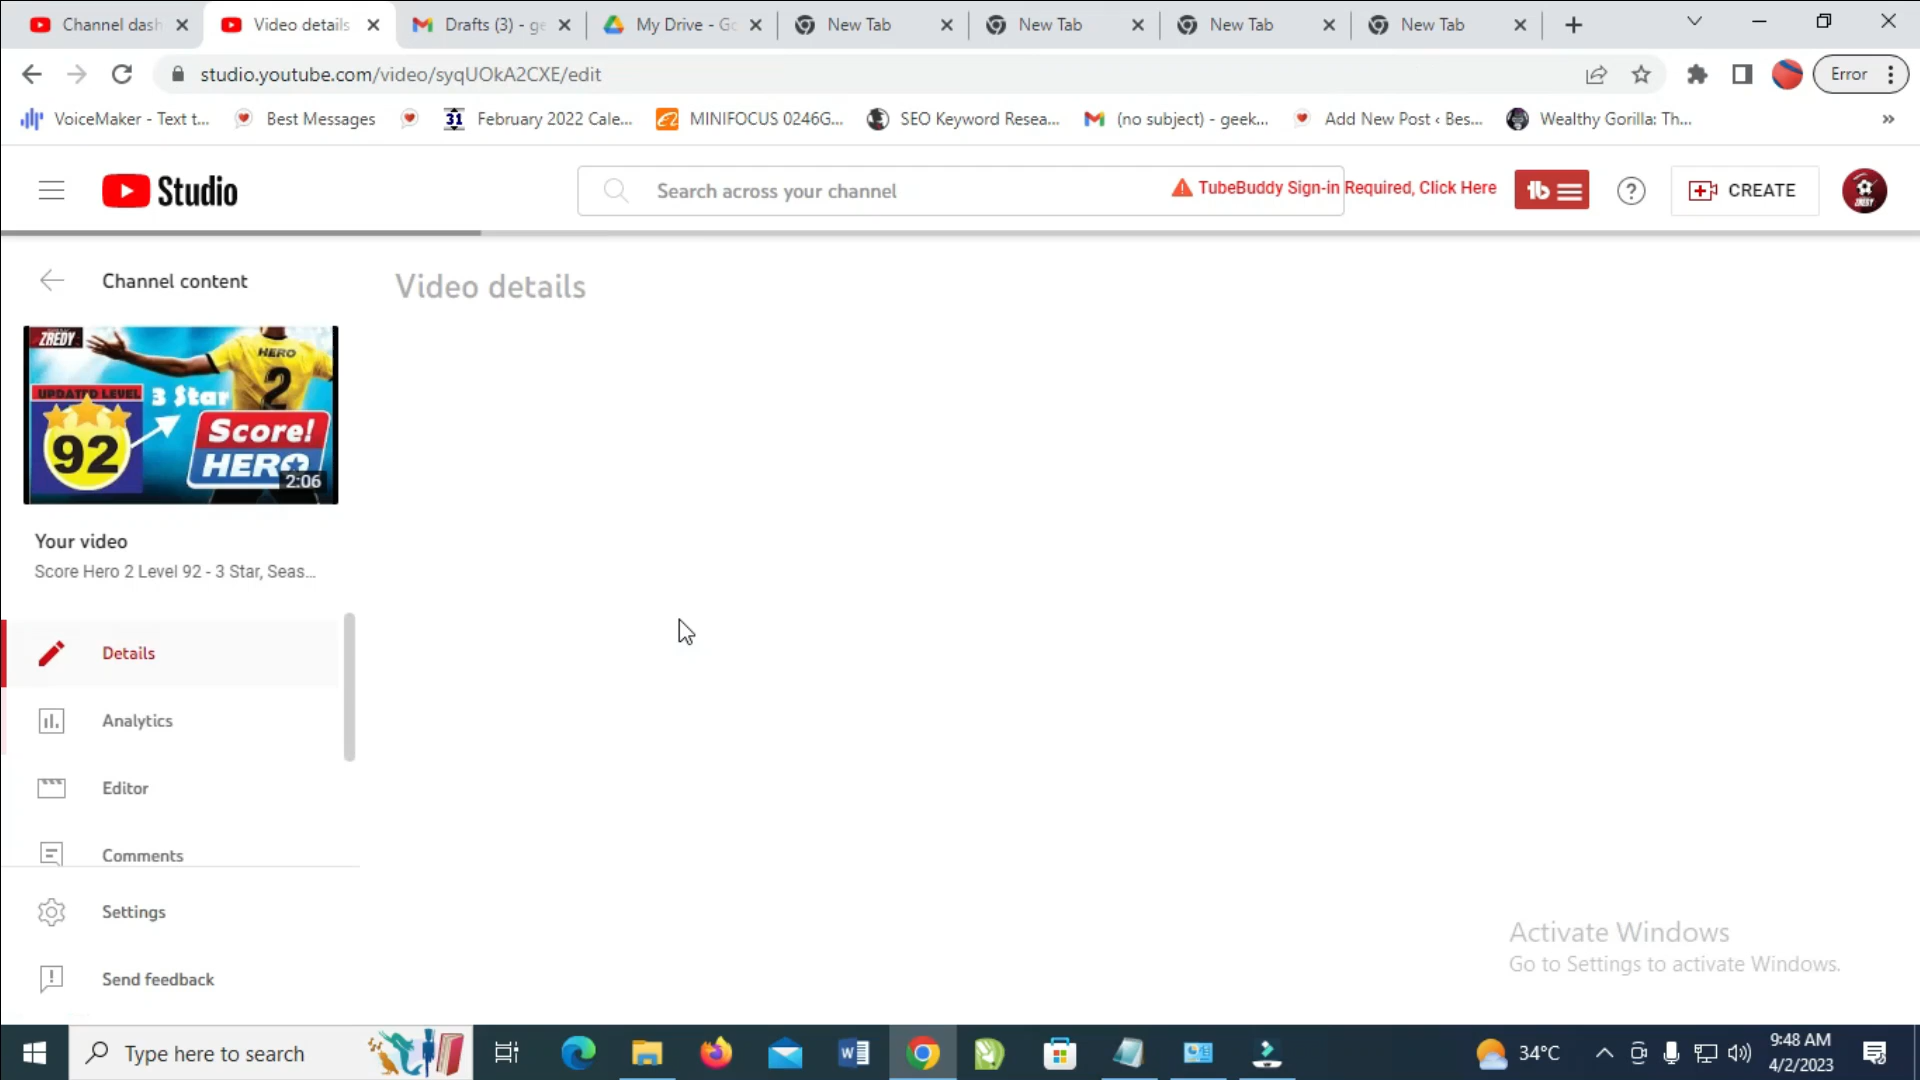 Channel dash
Video details
Drafts (3) - ge
My Drive - Go
New Tab
New Tab
New Tab
New Tab
studio.youtube.com/video/syqUOkA2CXE/edit
Error
VoiceMaker - Text t...
Best Messages
31
February 2022 Cale...
MINIFOCUS 0246G...
SEO Keyword Resea...
(no subject) - geek...
Add New Post ‹ Bes...
Wealthy Gorilla: Th...
»
Studio
Search across your channel
TubeBuddy Sign-in Required, Click Here
tb
CREATE
Channel content
Video details
ZREDY
HERO
2
UPDATED LEVEL
3 Star
92
Score!
HERO
2:06
Your video
Score Hero 2 Level 92 - 3 Star, Seas...
Details
Analytics
Editor
Comments
Settings
Send feedback
Activate Windows
Go to Settings to activate Windows.
Type here to search
34°C
9:48 AM
4/2/2023